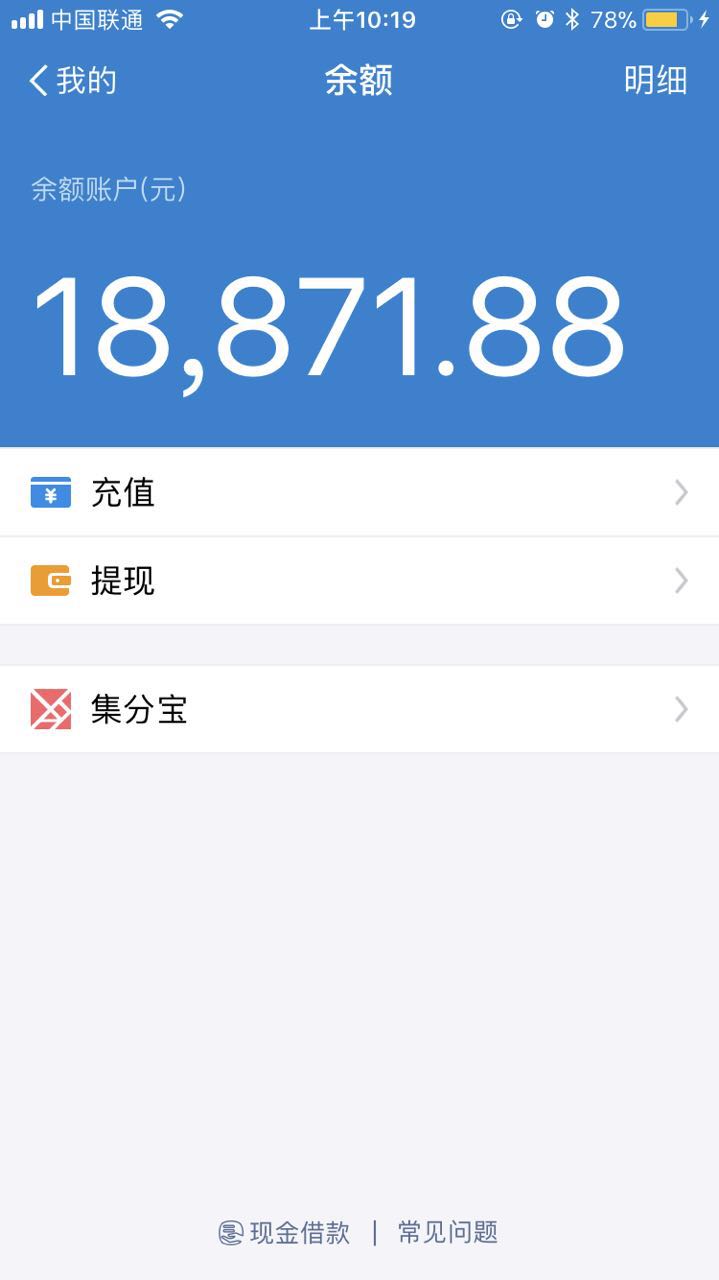 中国联通 上午10:19 78%
我的 余额 明细
余额账户(元)
18,871.88
¥ 充值
提现
集分宝
现金借款 | 常见问题